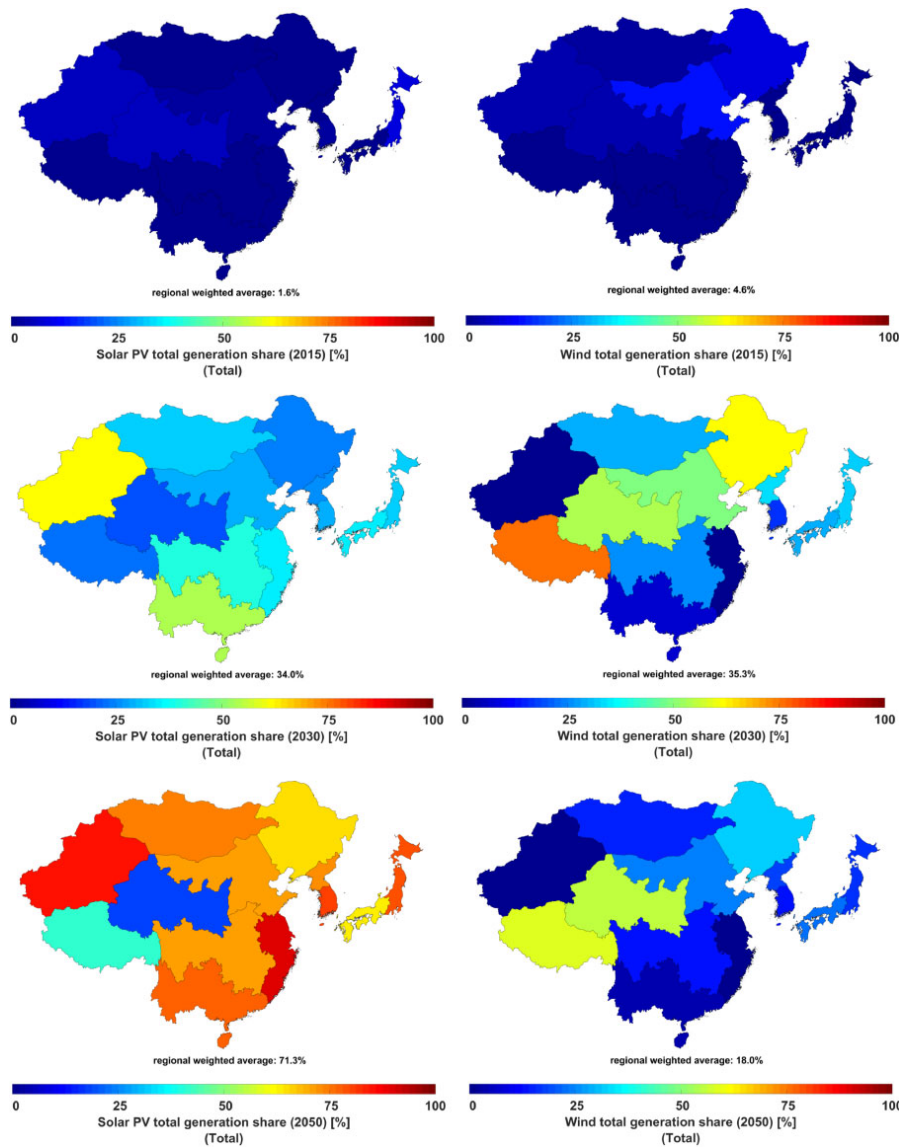 regional weighted average: 1.6%
0 25 50 75 100
Solar PV total generation share (2015) [%]
(Total)
regional weighted average: 4.6%
0 25 50 75 100
Wind total generation share (2015) [%]
(Total)
regional weighted average: 34.0%
0 25 50 75 100
Solar PV total generation share (2030) [%]
(Total)
regional weighted average: 35.3%
0 25 50 75 100
Wind total generation share (2030) [%]
(Total)
regional weighted average: 71.3%
0 25 50 75 100
Solar PV total generation share (2050) [%]
(Total)
regional weighted average: 18.0%
0 25 50 75 100
Wind total generation share (2050) [%]
(Total)